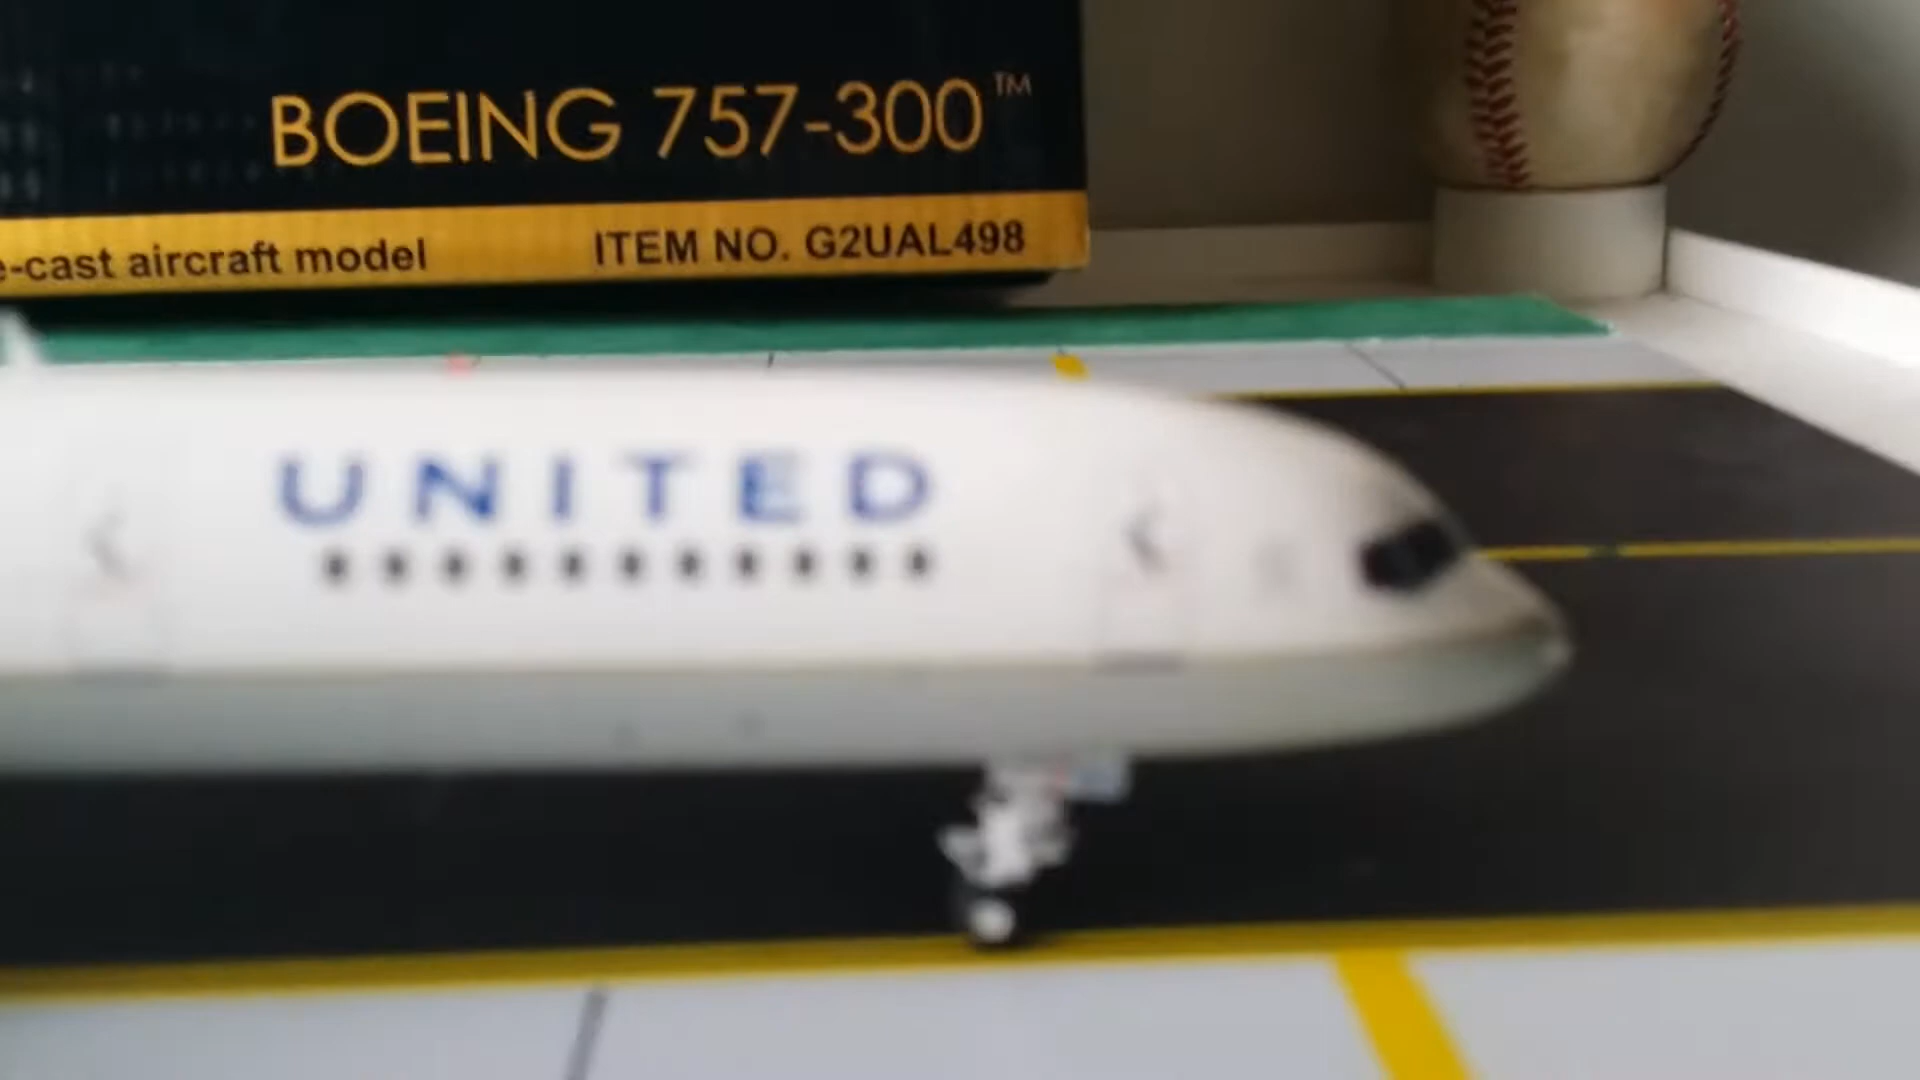 BOEING 757-300™
e-cast aircraft model ITEM NO. G2UAL498
UNITED